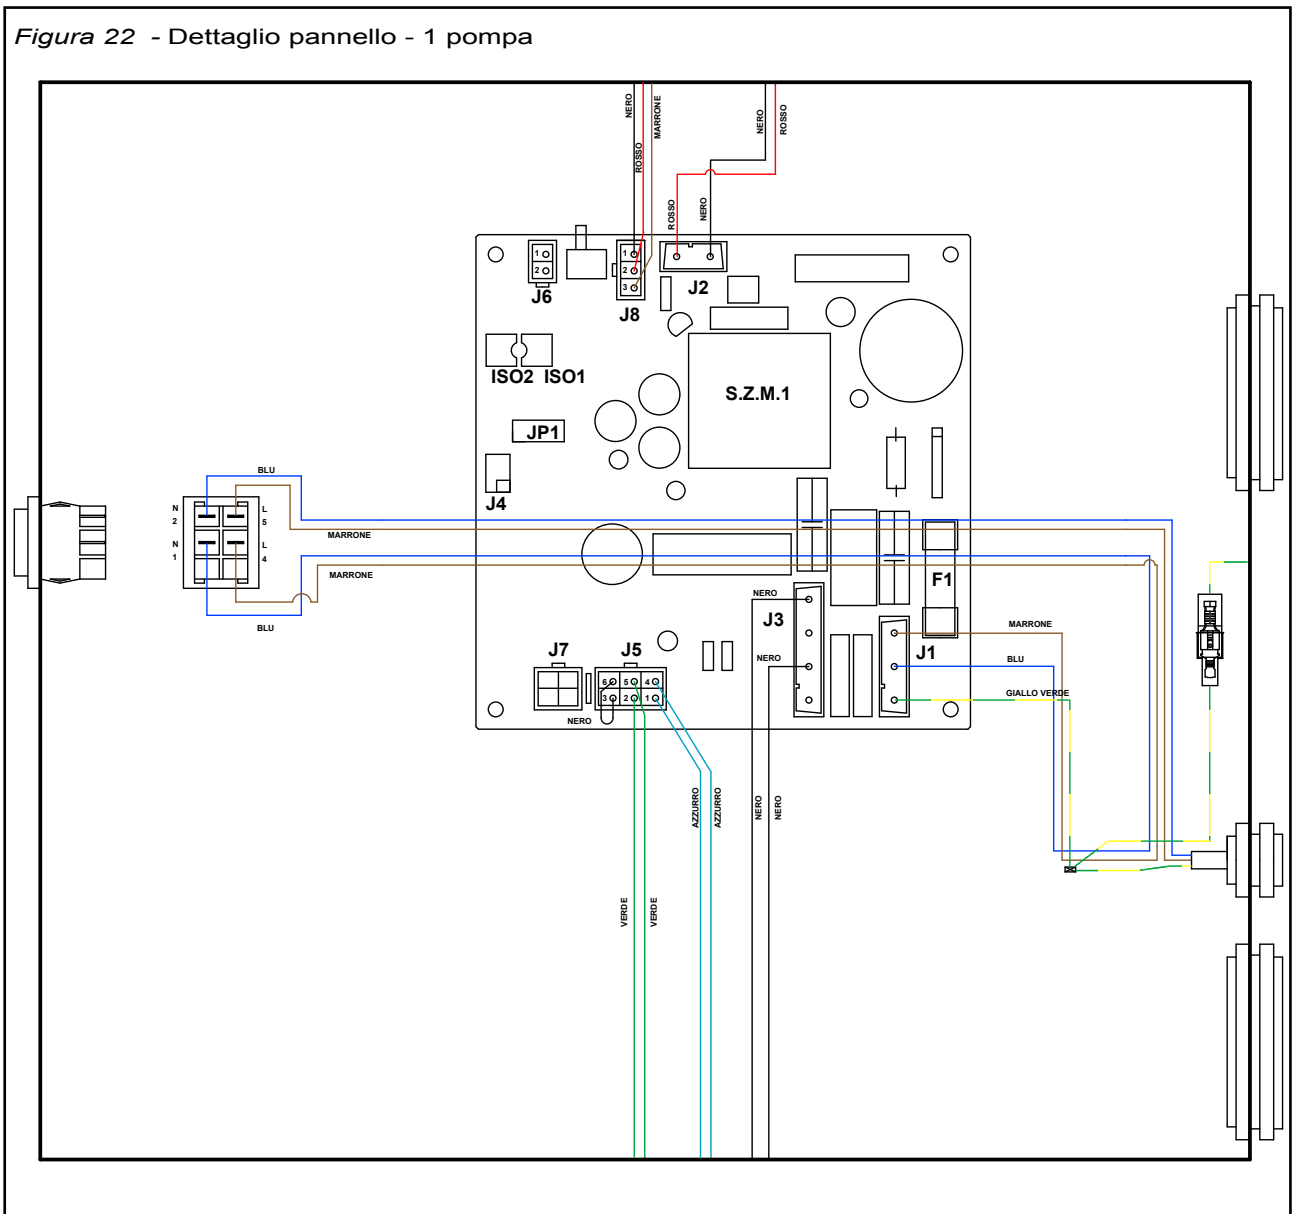 Figura 22 - Dettaglio pannello - 1 pompa
NERO
ROSSO
MARRONE
NERO
ROSSO
ROSSO
NERO
1
2
J6
1
2
3
J8
J2
ISO2 ISO1
S.Z.M.1
JP1
J4
BLU
N
2
L
5
MARRONE
N
1
L
4
MARRONE
BLU
F1
NERO
J3
NERO
MARRONE
J1
BLU
GIALLO VERDE
J7
J5
6 5 4
3 2 1
NERO
AZZURRO
AZZURRO
NERO
NERO
VERDE
VERDE